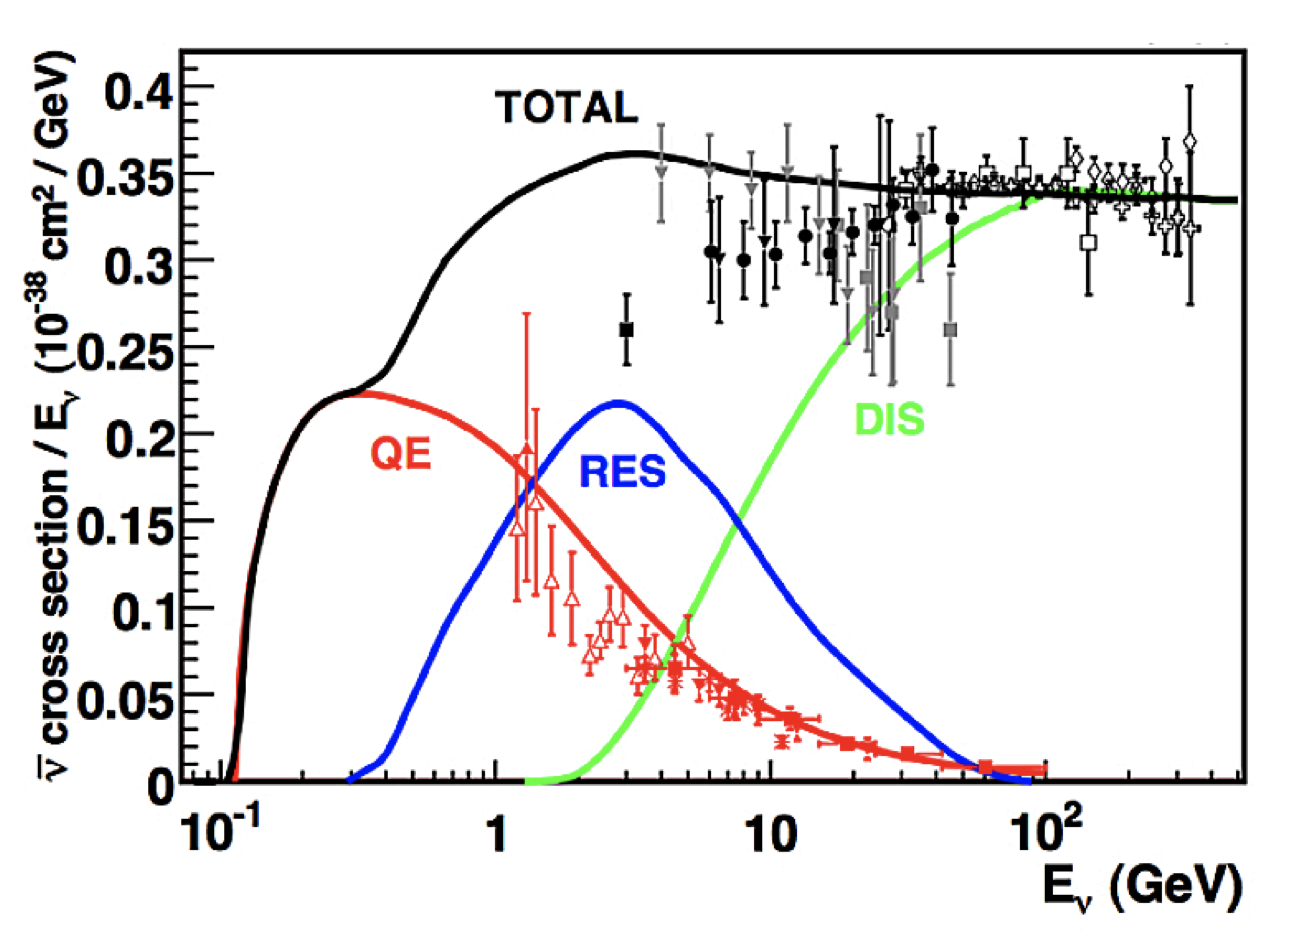 ν̅ cross section / Eν (10⁻³⁸ cm² / GeV)
0.4
0.35
0.3
0.25
0.2
0.15
0.1
0.05
0
TOTAL
QE
RES
DIS
10⁻¹
1
10
10²
Eν (GeV)